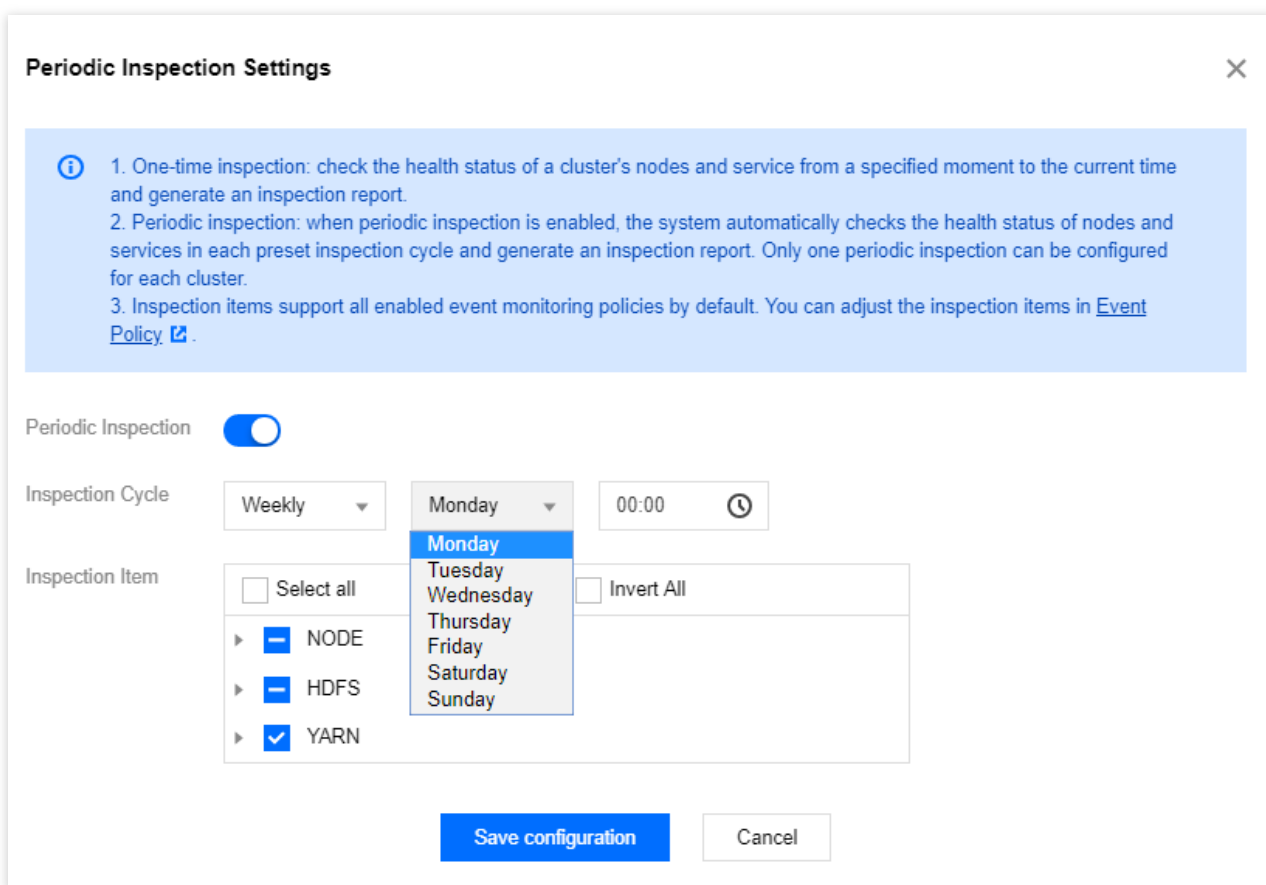 Periodic Inspection Settings
1. One-time inspection: check the health status of a cluster's nodes and service from a specified moment to the current time
and generate an inspection report.
2. Periodic inspection: when periodic inspection is enabled, the system automatically checks the health status of nodes and
services in each preset inspection cycle and generate an inspection report. Only one periodic inspection can be configured
for each cluster.
3. Inspection items support all enabled event monitoring policies by default. You can adjust the inspection items in Event
Policy .
Periodic Inspection
Inspection Cycle
Weekly
Monday
00:00
Monday
Tuesday
Wednesday
Thursday
Friday
Saturday
Sunday
Inspection Item
Select all
Invert All
NODE
HDFS
YARN
Save configuration
Cancel